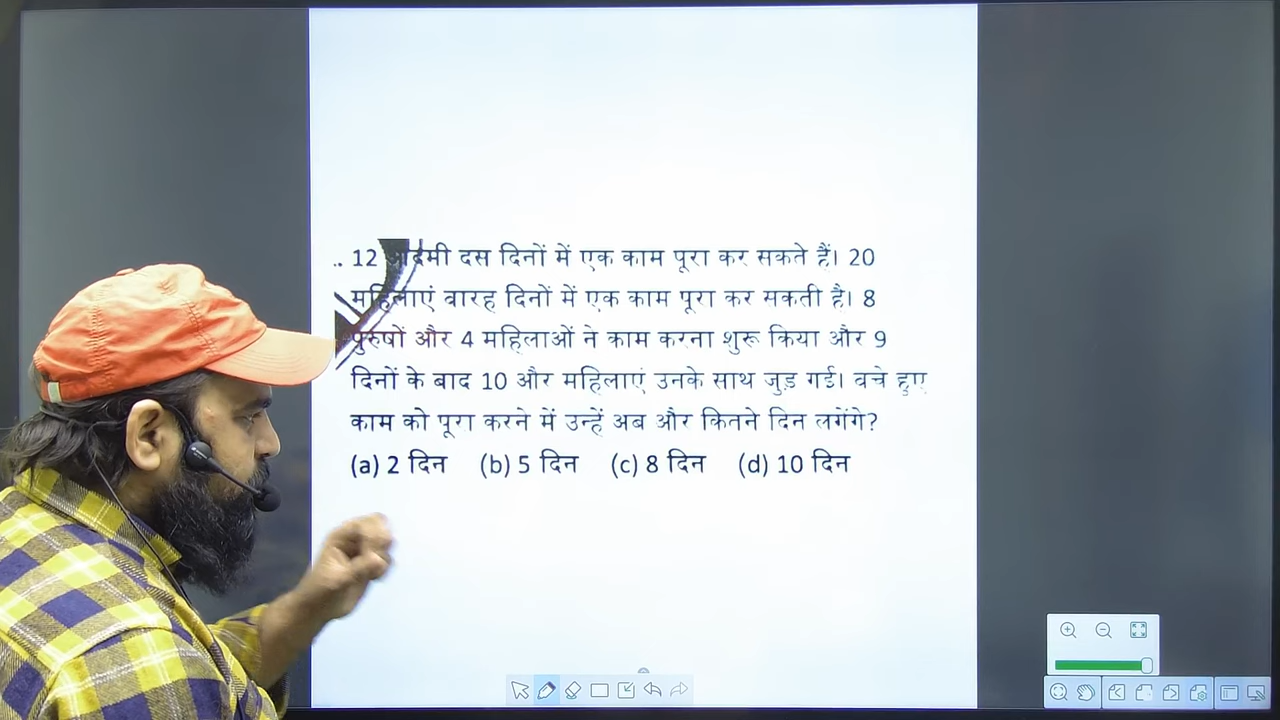 .. 12 आदमी दस दिनों में एक काम पूरा कर सकते हैं। 20
महिलाएं वारह दिनों में एक काम पूरा कर सकती है। 8
पुरुषों और 4 महिलाओं ने काम करना शुरू किया और 9
दिनों के बाद 10 और महिलाएं उनके साथ जुड़ गई। वचे हुए
काम को पूरा करने में उन्हें अब और कितने दिन लगेंगे?
(a) 2 दिन (b) 5 दिन (c) 8 दिन (d) 10 दिन